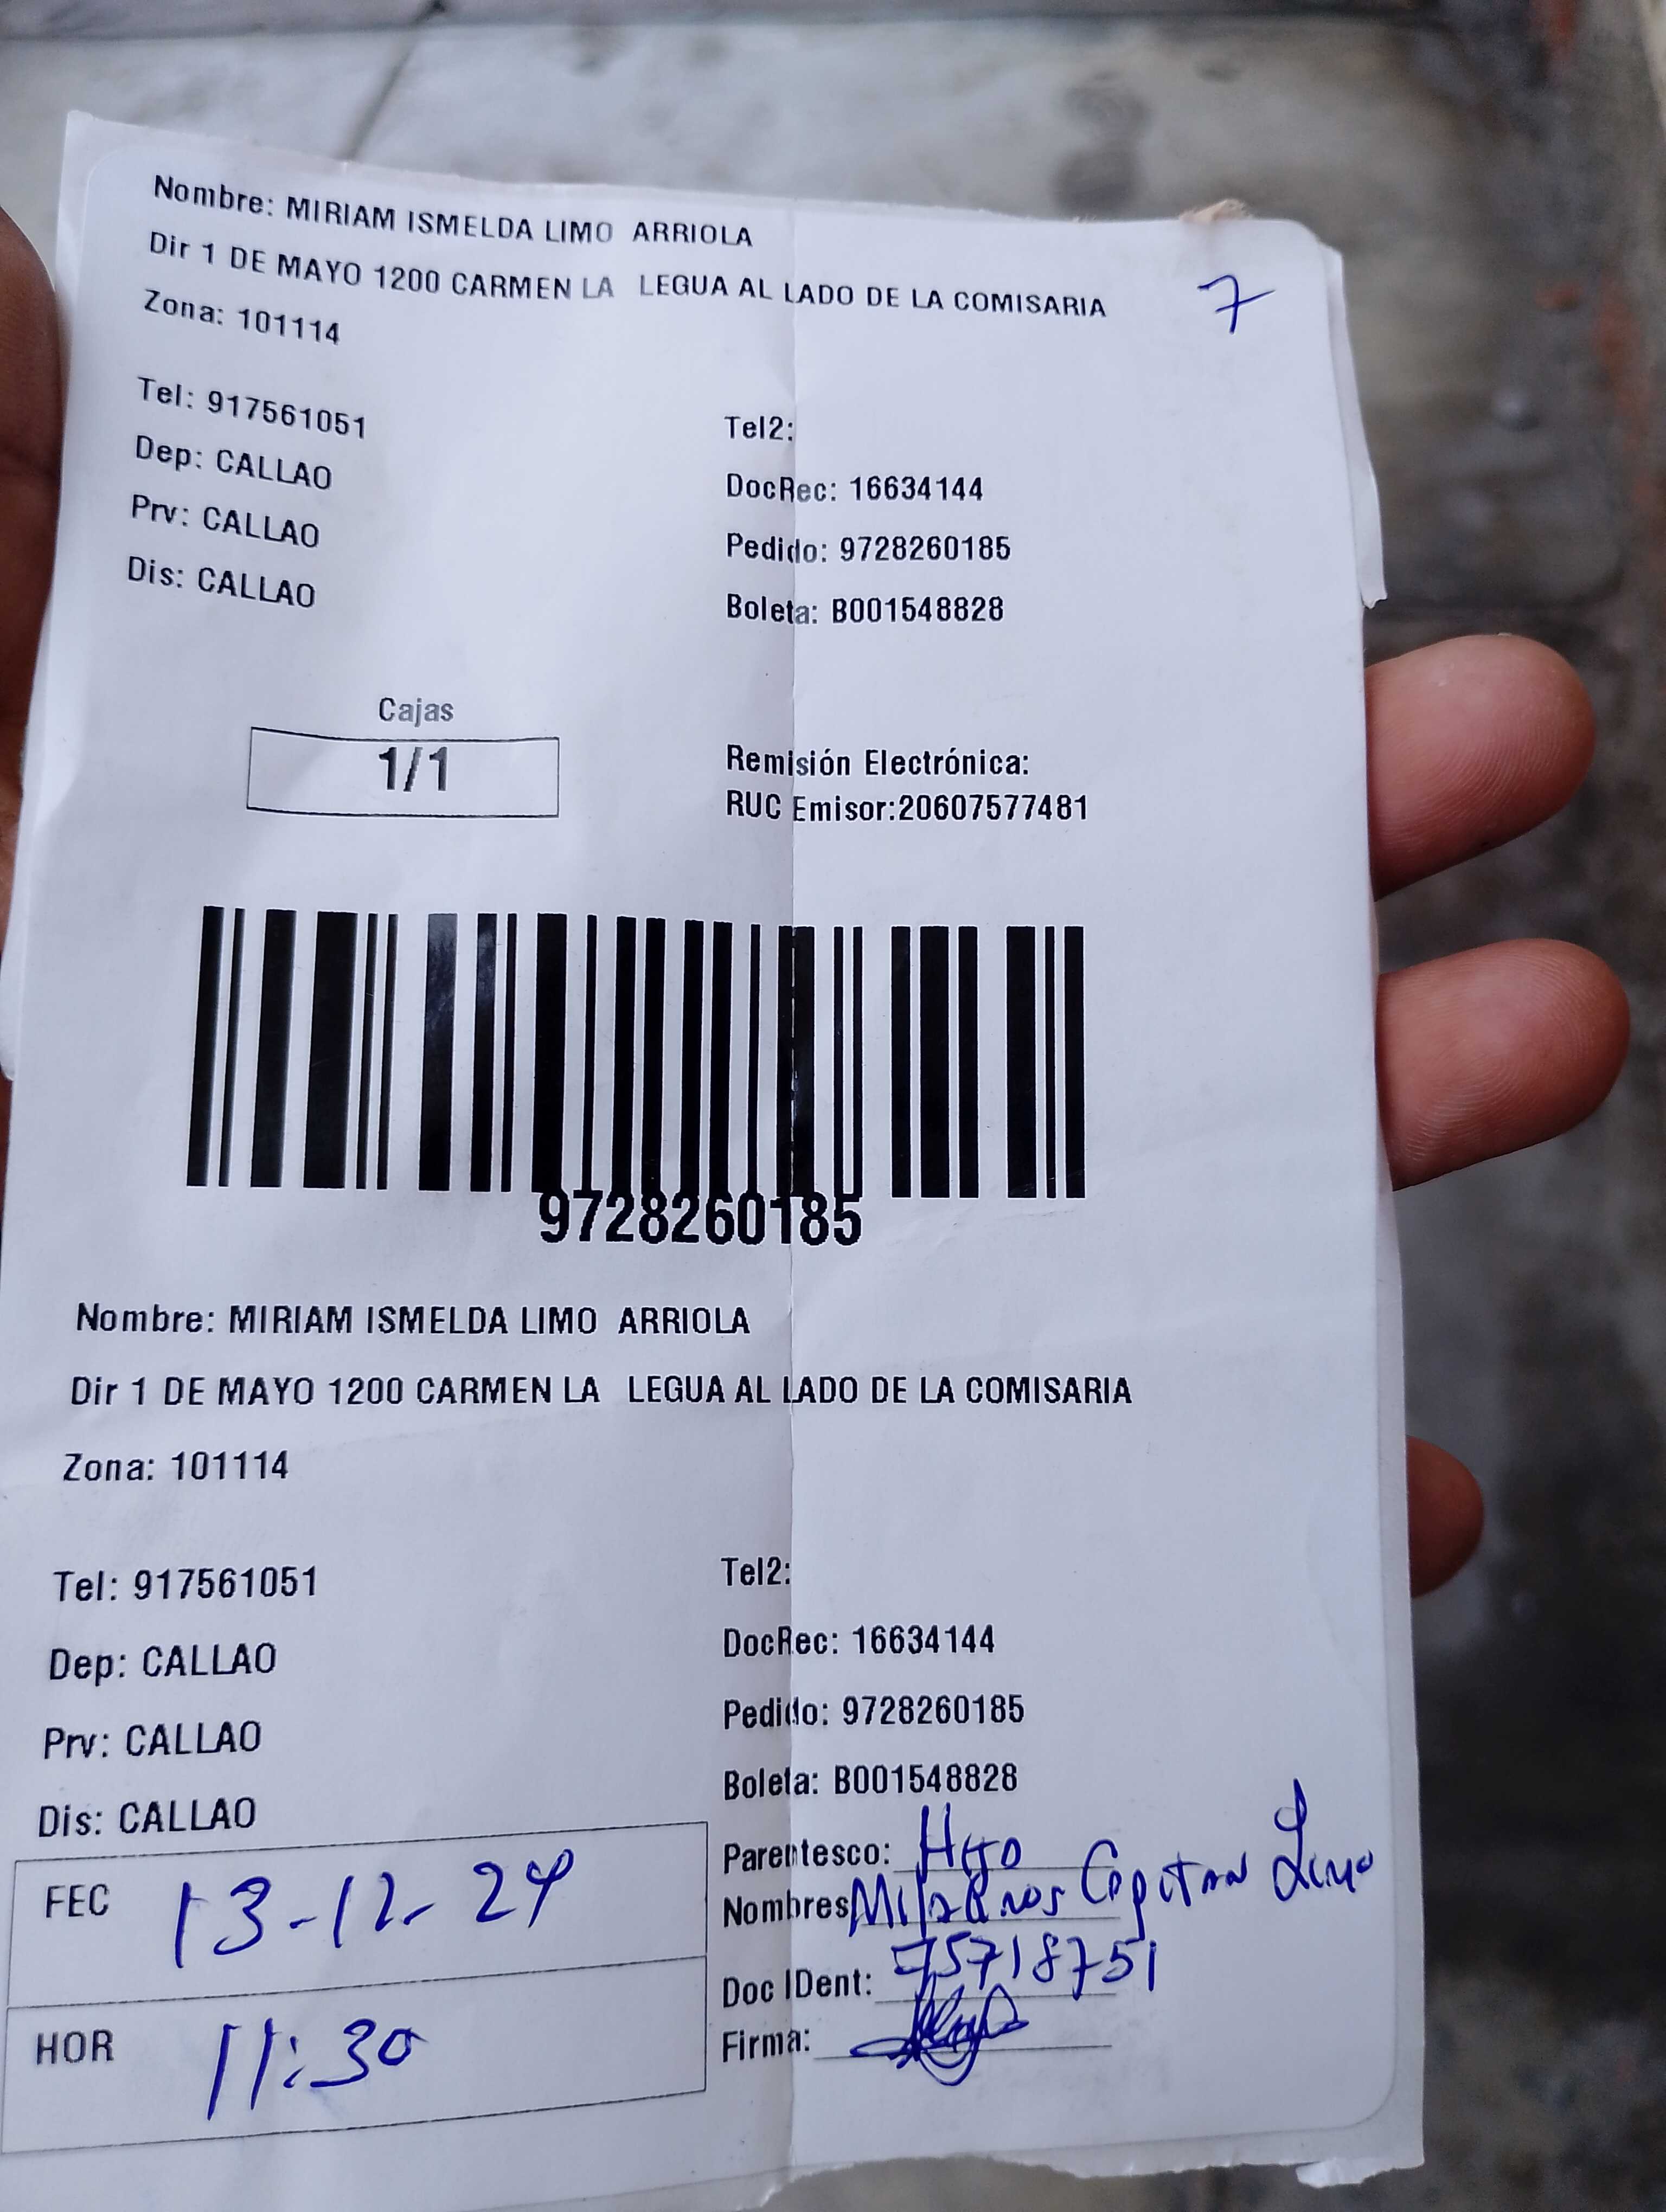 Nombre: MIRIAM ISMELDA LIMO ARRIOLA
Dir 1 DE MAYO 1200 CARMEN LA LEGUA AL LADO DE LA COMISARIA
7
Zona: 101114
Tel: 917561051
Tel2:
Dep: CALLAO
DocRec: 16634144
Prv: CALLAO
Pedido: 9728260185
Dis: CALLAO
Boleta: B001548828
Cajas
1/1
Remisión Electrónica:
RUC Emisor:20607577481
9728260185
Nombre: MIRIAM ISMELDA LIMO ARRIOLA
Dir 1 DE MAYO 1200 CARMEN LA LEGUA AL LADO DE LA COMISARIA
Zona: 101114
Tel: 917561051
Tel2:
Dep: CALLAO
DocRec: 16634144
Prv: CALLAO
Pedido: 9728260185
Dis: CALLAO
Boleta: B001548828
FEC 13-12-24
HOR 11:30
Parentesco: Hijo
Nombres Milagros Capitan Limo
Doc IDent: 75718751
Firma: